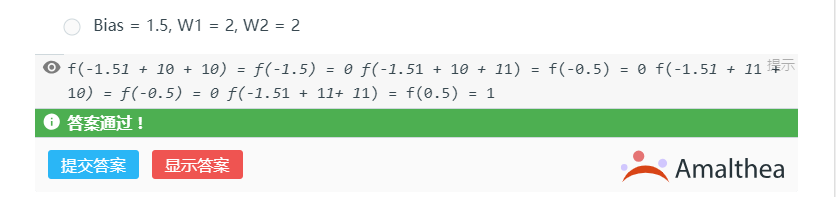 Bias = 1.5, W1 = 2, W2 = 2
f(-1.51 + 10 + 10) = f(-1.5) = 0 f(-1.51 + 10 + 11) = f(-0.5) = 0 f(-1.51 + 11 +
提示
10) = f(-0.5) = 0 f(-1.51 + 11+ 11) = f(0.5) = 1
答案通过！
提交答案 显示答案 Amalthea